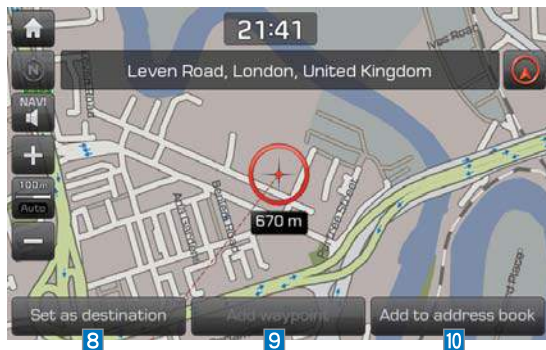 21:41
Leven Road, London, United Kingdom
N
NAVI
100m
Auto
670 m
Set as destination
Add waypoint
Add to address book
8
9
10